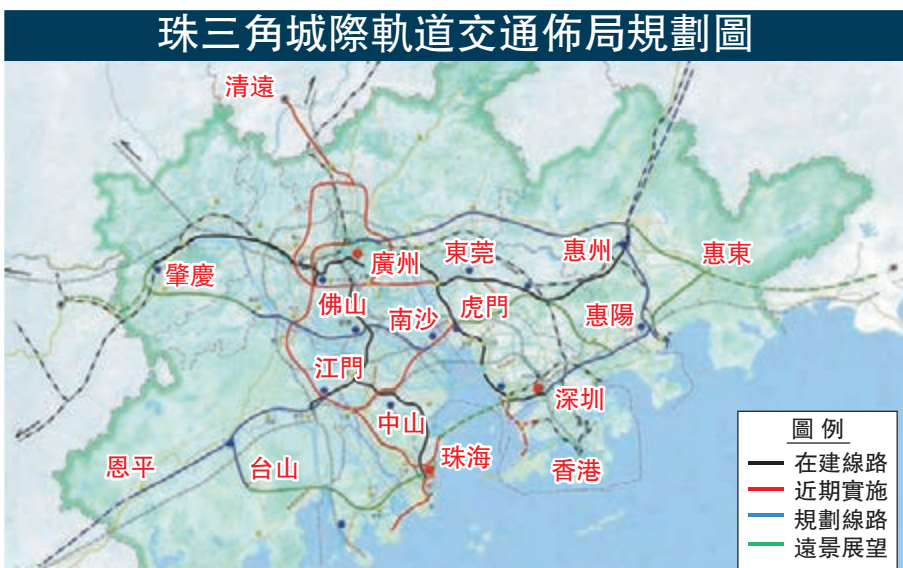 珠三角城際軌道交通佈局規劃圖
清遠
廣州
東莞
惠州
惠東
肇慶
佛山
南沙
虎門
惠陽
江門
中山
深圳
恩平
台山
珠海
香港
圖例
在建線路
近期實施
規劃線路
遠景展望